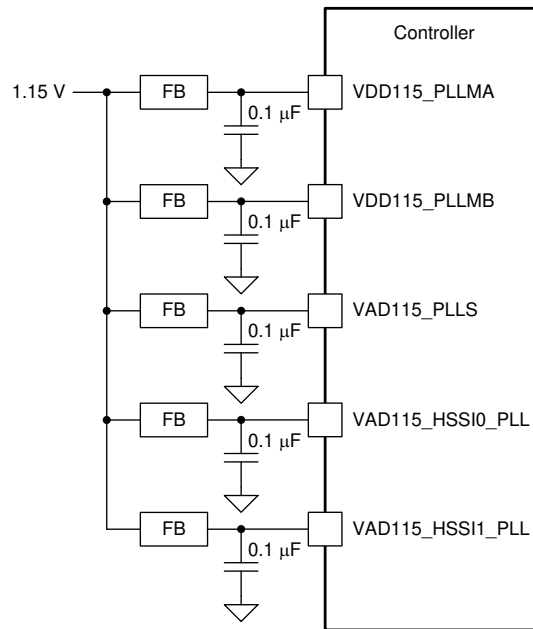 Controller
1.15 V
FB
VDD115_PLLMA
0.1 μF
FB
VDD115_PLLMB
0.1 μF
FB
VAD115_PLLS
0.1 μF
FB
VAD115_HSSI0_PLL
0.1 μF
FB
VAD115_HSSI1_PLL
0.1 μF